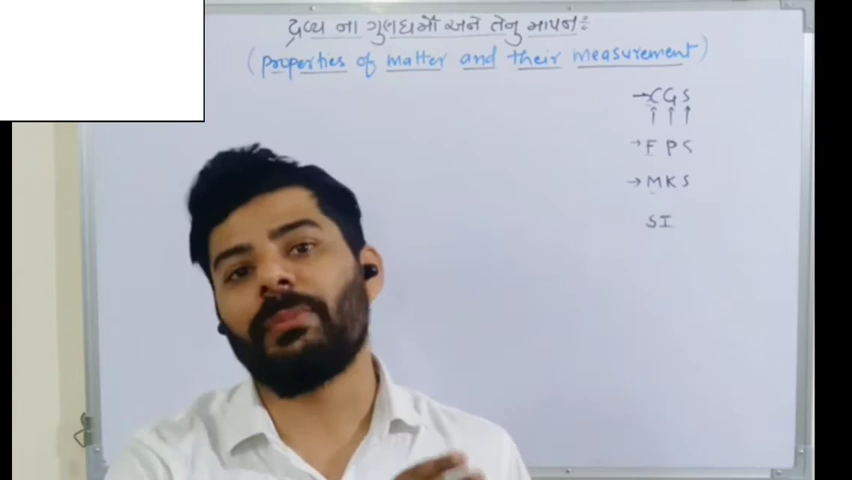 દ્રવ્ય ના ગુણધર્મો અને તેનુ માપન :
(properties of matter and their measurement)
→ CGS
→ FPS
→ MKS
SI